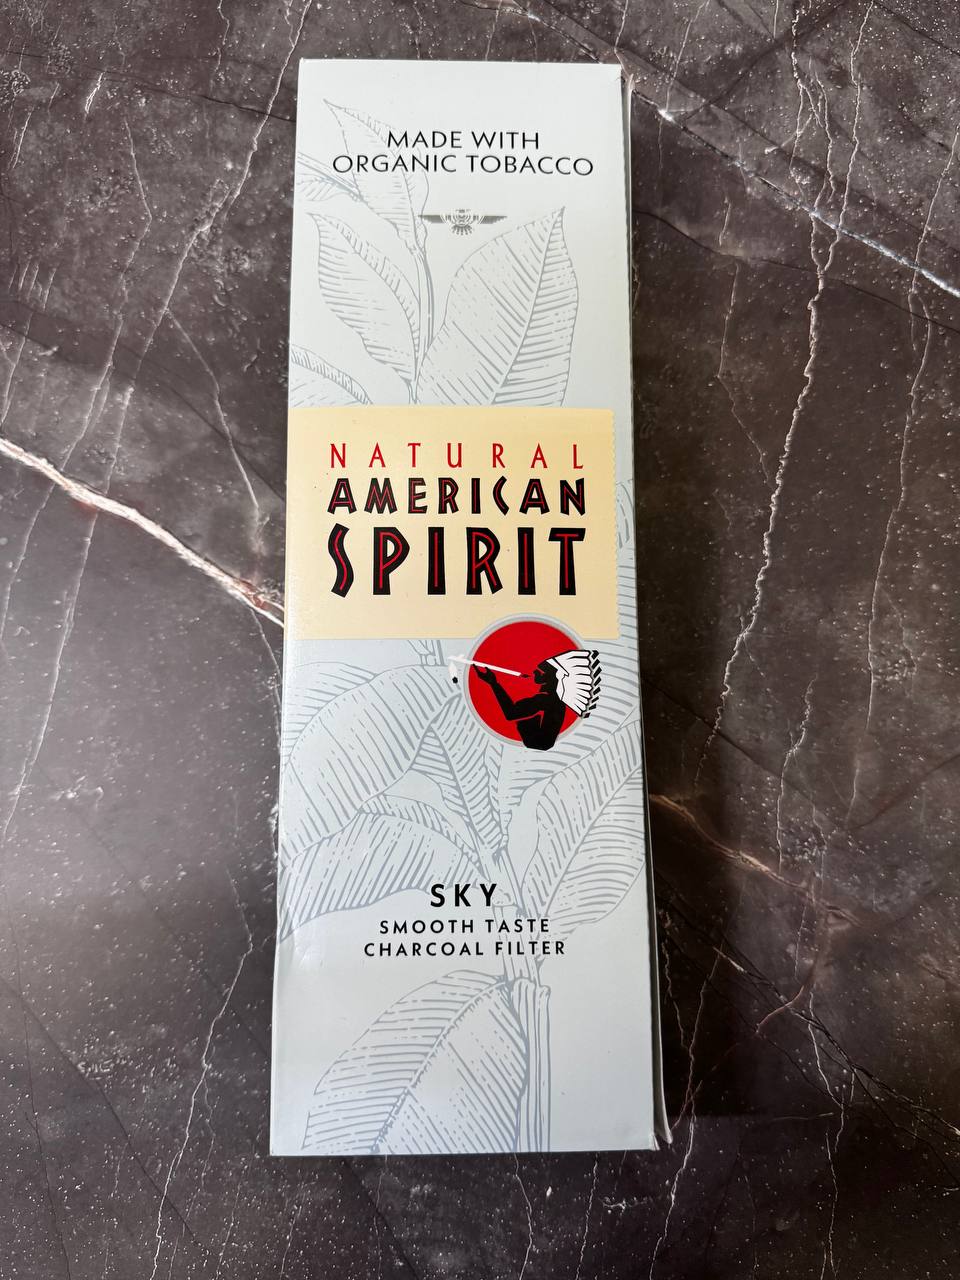 MADE WITH
ORGANIC TOBACCO
NATURAL
AMERICAN
SPIRIT
SKY
SMOOTH TASTE
CHARCOAL FILTER